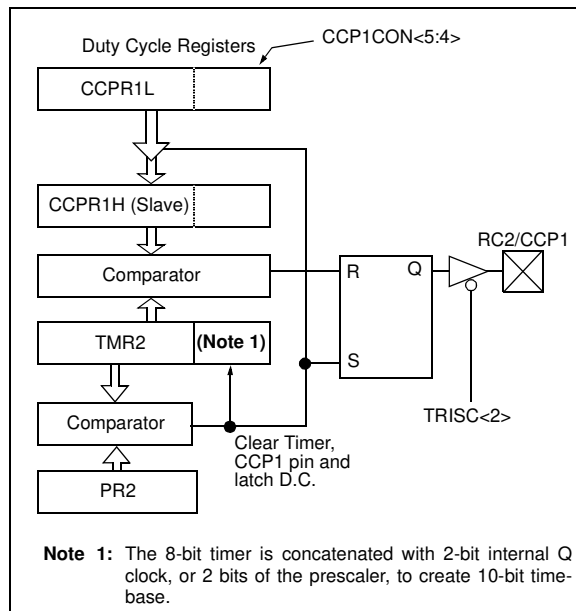 Duty Cycle Registers
CCP1CON<5:4>
CCPR1L
CCPR1H (Slave)
RC2/CCP1
Comparator
R
Q
TMR2
(Note 1)
S
Comparator
TRISC<2>
Clear Timer,
CCP1 pin and
latch D.C.
PR2
Note 1: The 8-bit timer is concatenated with 2-bit internal Q
clock, or 2 bits of the prescaler, to create 10-bit time-
base.